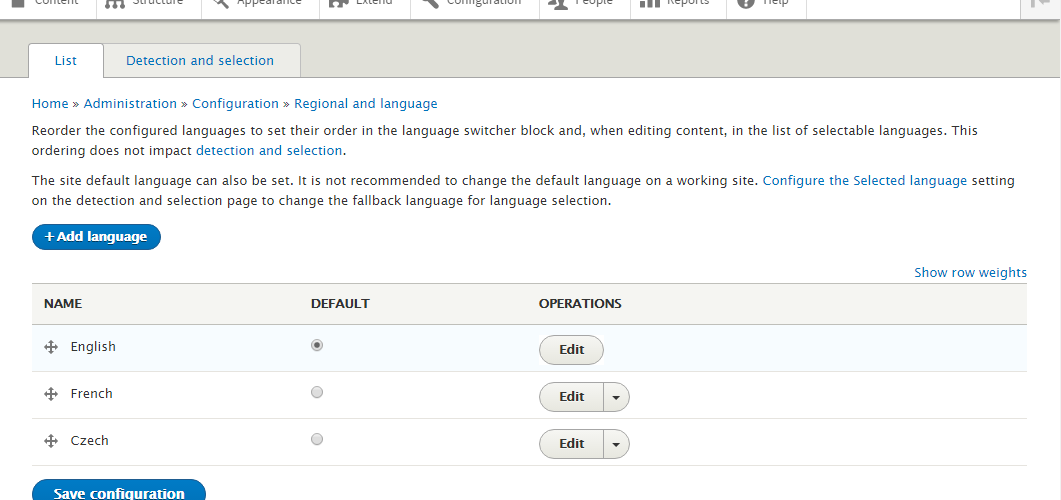 Content Structure Appearance Extend Configuration People Reports Help
List Detection and selection
Home » Administration » Configuration » Regional and language
Reorder the configured languages to set their order in the language switcher block and, when editing content, in the list of selectable languages. This
ordering does not impact detection and selection.
The site default language can also be set. It is not recommended to change the default language on a working site. Configure the Selected language setting
on the detection and selection page to change the fallback language for language selection.
+ Add language
Show row weights
NAME DEFAULT OPERATIONS
English Edit
French Edit
Czech Edit
Save configuration